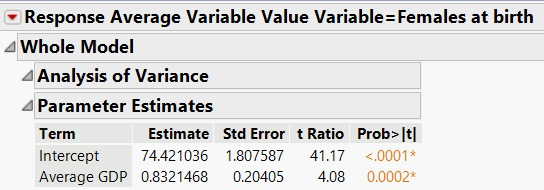 Response Average Variable Value Variable=Females at birth
Whole Model
Analysis of Variance
Parameter Estimates
Term Estimate Std Error t Ratio Prob>|t|
Intercept 74.421036 1.807587 41.17 <.0001*
Average GDP 0.8321468 0.20405 4.08 0.0002*